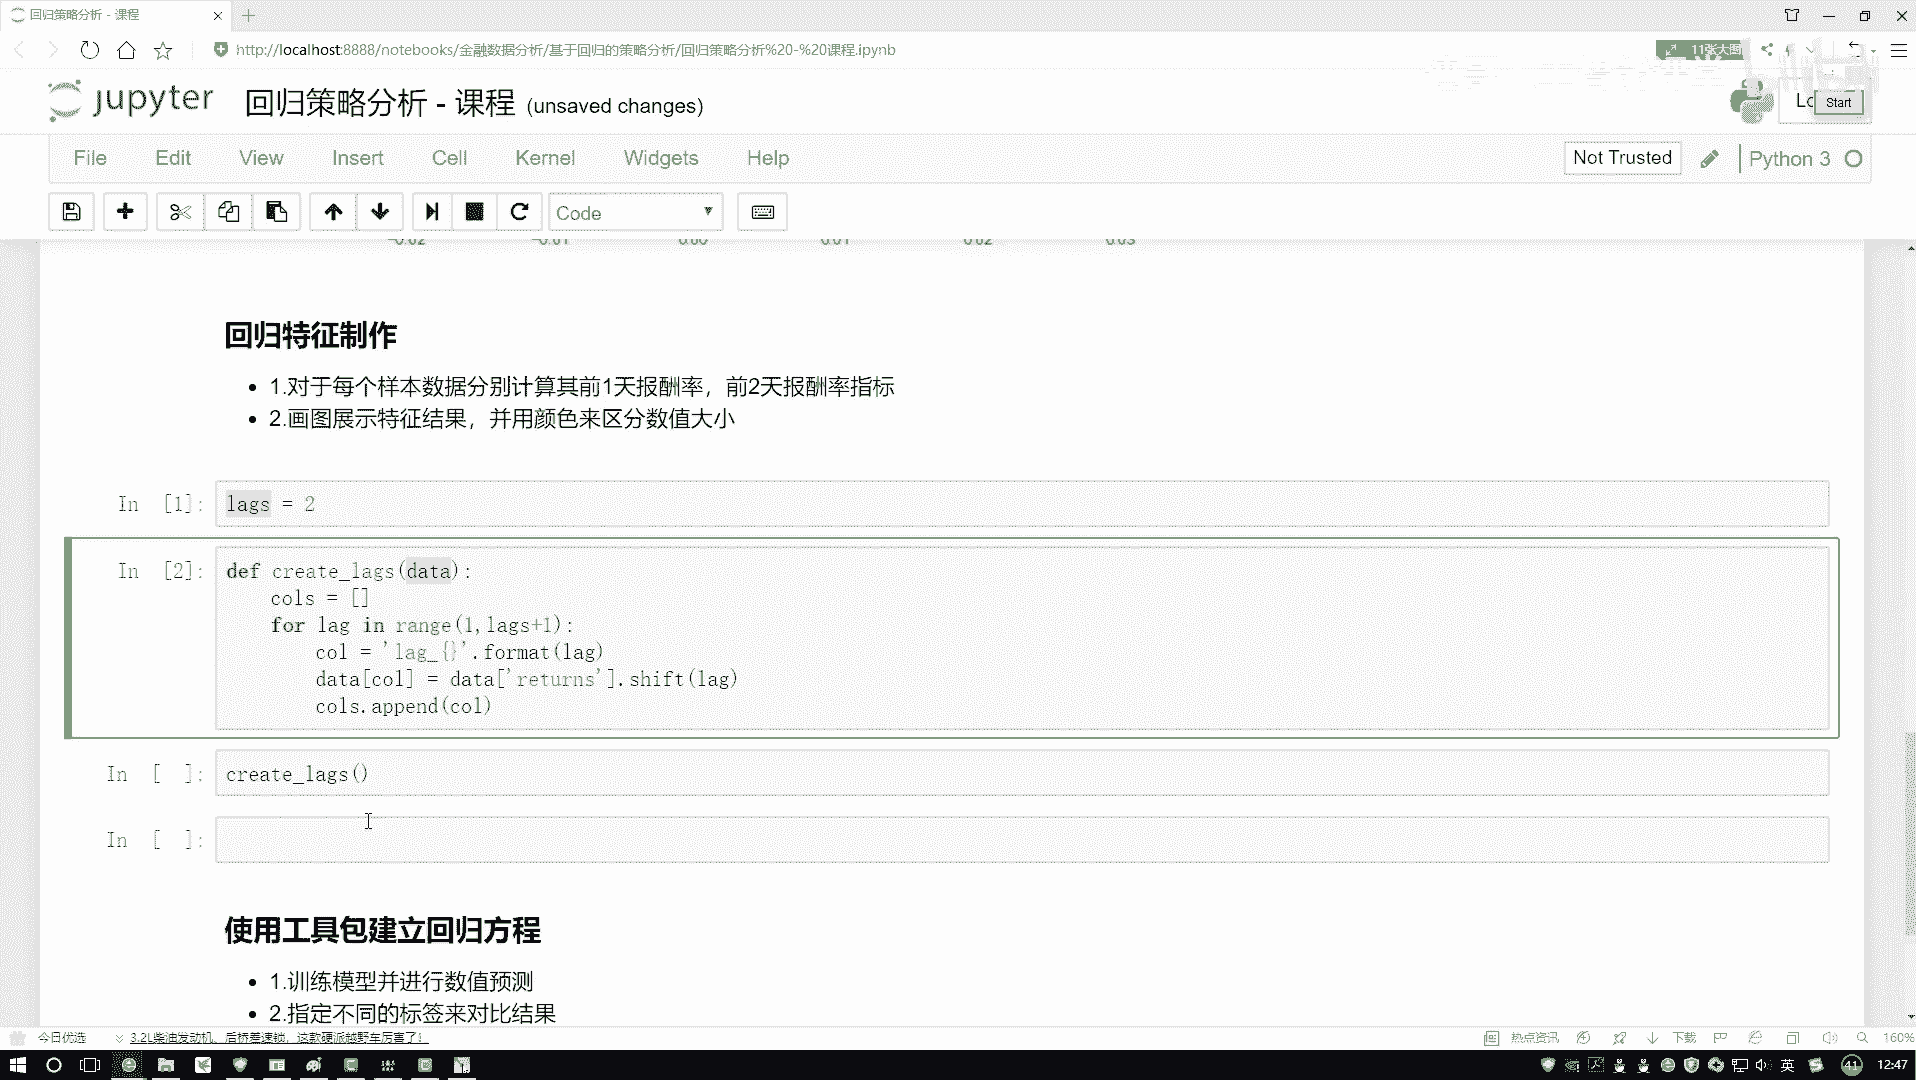 回归策略分析 - 课程
http://localhost:8888/notebooks/金融数据分析/基于回归的策略分析/回归策略分析%20-%20课程.ipynb
11张大图
jupyter 回归策略分析 - 课程 (unsaved changes)
Start
File Edit View Insert Cell Kernel Widgets Help
Not Trusted
Python 3
Code
-0.02 -0.01 0.00 0.01 0.02 0.03
回归特征制作
1.对于每个样本数据分别计算其前1天报酬率，前2天报酬率指标
2.画图展示特征结果，并用颜色来区分数值大小
In [1]: lags = 2
In [2]: def create_lags(data):
cols = []
for lag in range(1,lags+1):
col = 'lag_{}'.format(lag)
data[col] = data['returns'].shift(lag)
cols.append(col)
In [ ]: create_lags()
In [ ]:
使用工具包建立回归方程
1.训练模型并进行数值预测
2.指定不同的标签来对比结果
今日优选
3.2L柴油发动机、后桥差速锁，这款硬派越野车厉害了！
热点资讯
下载
160%
英
41
12:47